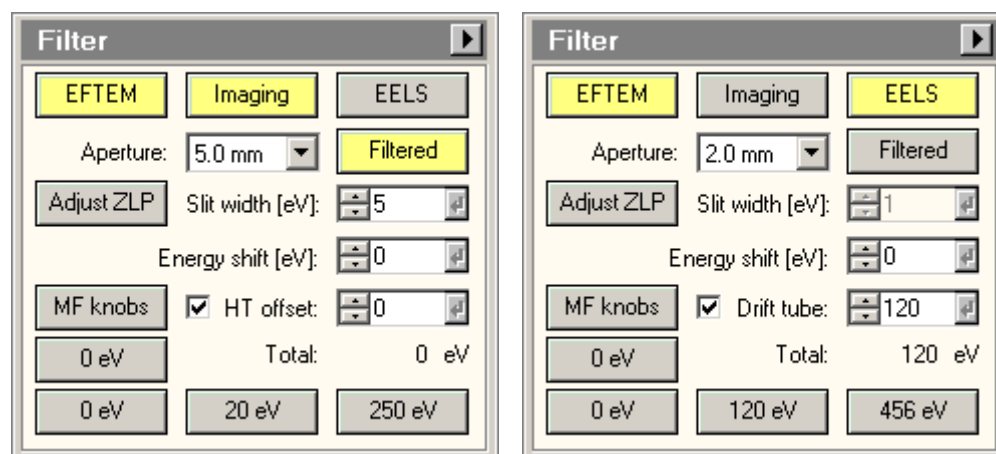 Filter
EFTEM Imaging EELS
Aperture: 5.0 mm Filtered
Adjust ZLP Slit width [eV]: 5
Energy shift [eV]: 0
MF knobs HT offset: 0
0 eV Total: 0 eV
0 eV 20 eV 250 eV
Filter
EFTEM Imaging EELS
Aperture: 2.0 mm Filtered
Adjust ZLP Slit width [eV]: 1
Energy shift [eV]: 0
MF knobs Drift tube: 120
0 eV Total: 120 eV
0 eV 120 eV 456 eV